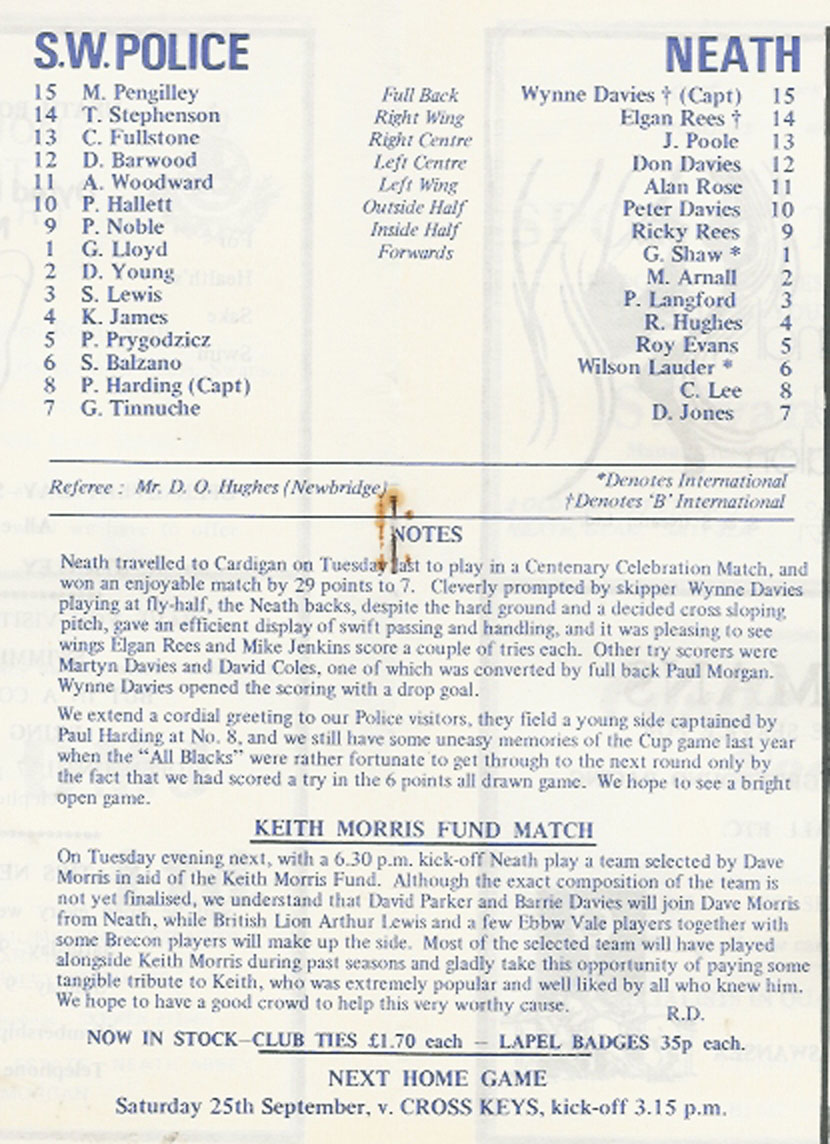 S.W. POLICE NEATH
15 M. Pengilley Full Back Wynne Davies † (Capt) 15
14 T. Stephenson Right Wing Elgan Rees † 14
13 C. Fullstone Right Centre J. Poole 13
12 D. Barwood Left Centre Don Davies 12
11 A. Woodward Left Wing Alan Rose 11
10 P. Hallett Outside Half Peter Davies 10
9 P. Noble Inside Half Ricky Rees 9
1 G. Lloyd Forwards G. Shaw * 1
2 D. Young M. Arnall 2
3 S. Lewis P. Langford 3
4 K. James R. Hughes 4
5 P. Prygodzicz Roy Evans 5
6 S. Balzano Wilson Lauder * 6
8 P. Harding (Capt) C. Lee 8
7 G. Tinnuche D. Jones 7
Referee : Mr. D. O. Hughes (Newbridge) *Denotes International
†Denotes 'B' International
NOTES
Neath travelled to Cardigan on Tuesday last to play in a Centenary Celebration Match, and
won an enjoyable match by 29 points to 7. Cleverly prompted by skipper Wynne Davies
playing at fly-half, the Neath backs, despite the hard ground and a decided cross sloping
pitch, gave an efficient display of swift passing and handling, and it was pleasing to see
wings Elgan Rees and Mike Jenkins score a couple of tries each. Other try scorers were
Martyn Davies and David Coles, one of which was converted by full back Paul Morgan.
Wynne Davies opened the scoring with a drop goal.
We extend a cordial greeting to our Police visitors, they field a young side captained by
Paul Harding at No. 8, and we still have some uneasy memories of the Cup game last year
when the "All Blacks" were rather fortunate to get through to the next round only by
the fact that we had scored a try in the 6 points all drawn game. We hope to see a bright
open game.
KEITH MORRIS FUND MATCH
On Tuesday evening next, with a 6.30 p.m. kick-off Neath play a team selected by Dave
Morris in aid of the Keith Morris Fund. Although the exact composition of the team is
not yet finalised, we understand that David Parker and Barrie Davies will join Dave Morris
from Neath, while British Lion Arthur Lewis and a few Ebbw Vale players together with
some Brecon players will make up the side. Most of the selected team will have played
alongside Keith Morris during past seasons and gladly take this opportunity of paying some
tangible tribute to Keith, who was extremely popular and well liked by all who knew him.
We hope to have a good crowd to help this very worthy cause. R.D.
NOW IN STOCK—CLUB TIES £1.70 each — LAPEL BADGES 35p each.
NEXT HOME GAME
Saturday 25th September, v. CROSS KEYS, kick-off 3.15 p.m.